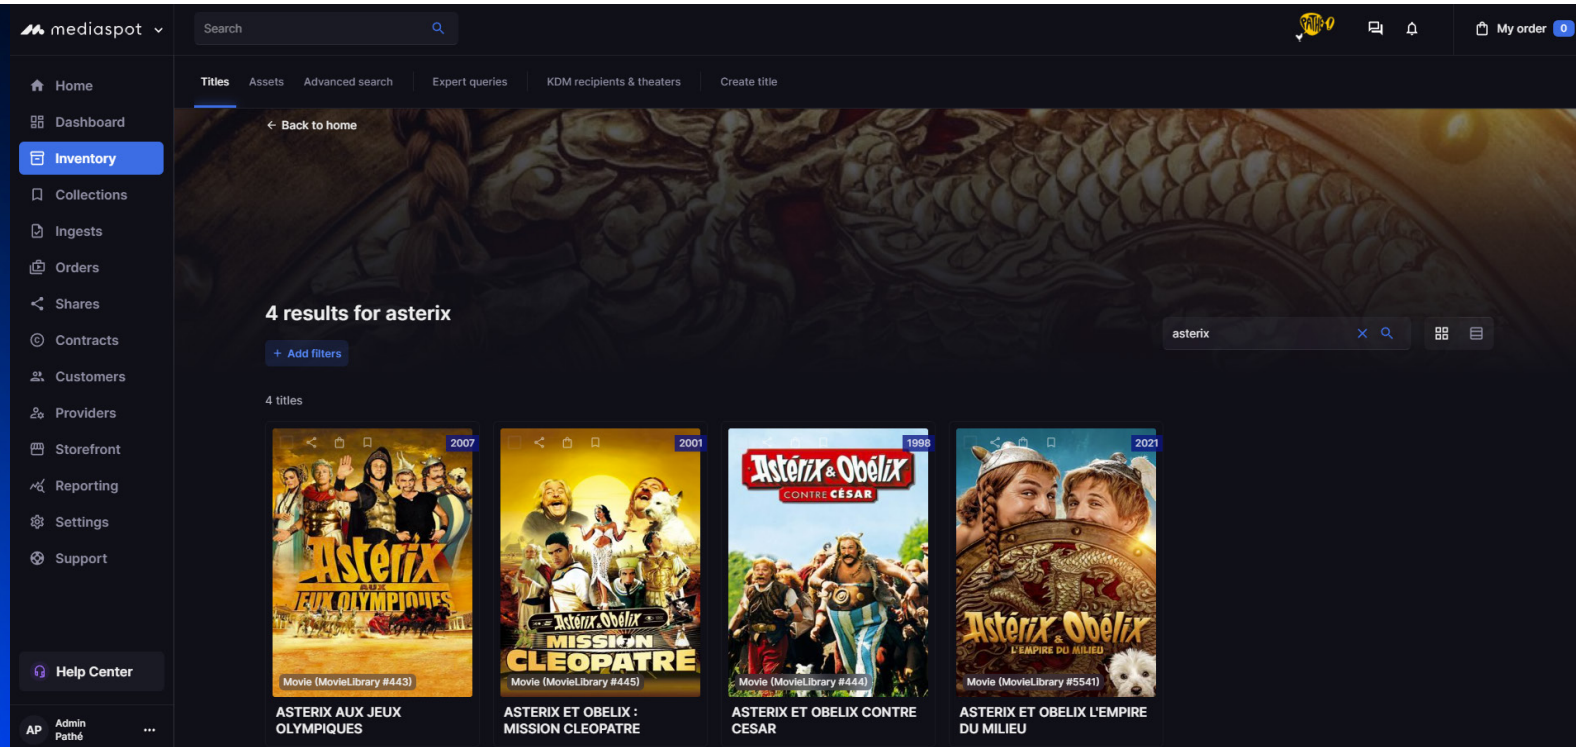 mediaspot
Search
PATHÉ
My order 0
Home
Dashboard
Inventory
Collections
Ingests
Orders
Shares
Contracts
Customers
Providers
Storefront
Reporting
Settings
Support
Help Center
AP
Admin
Pathé
Titles Assets Advanced search Expert queries KDM recipients & theaters Create title
← Back to home
4 results for asterix
+ Add filters
asterix
4 titles
2007
Astérix
AUX
JEUX OLYMPIQUES
Movie (MovieLibrary #443)
ASTERIX AUX JEUX
OLYMPIQUES
2001
Astérix & Obélix
MISSION
CLEOPATRE
Movie (MovieLibrary #445)
ASTERIX ET OBELIX :
MISSION CLEOPATRE
1998
Astérix & Obélix
CONTRE CÉSAR
Movie (MovieLibrary #444)
ASTERIX ET OBELIX CONTRE
CESAR
2021
Astérix & Obélix
L'EMPIRE DU MILIEU
Movie (MovieLibrary #5541)
ASTERIX ET OBELIX L'EMPIRE
DU MILIEU